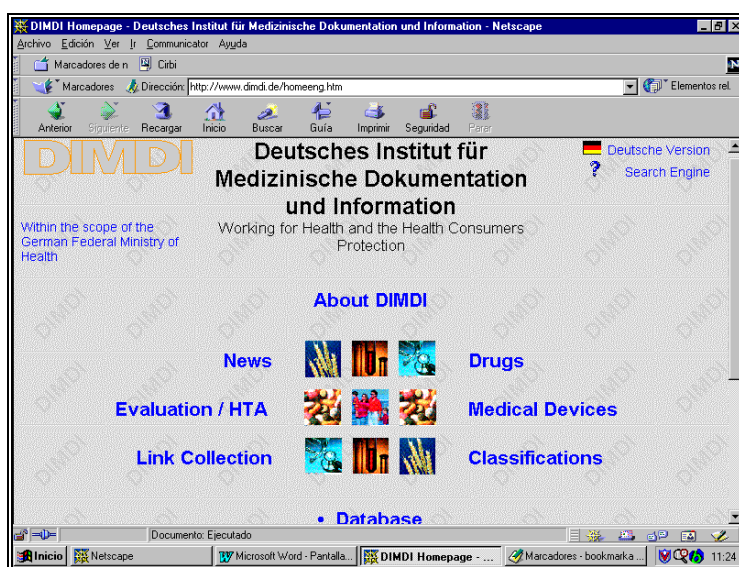 DIMDI Homepage - Deutsches Institut für Medizinische Dokumentation und Information - Netscape
Archivo Edición Ver Ir Communicator Ayuda
Marcadores de n Cirbi
Marcadores Dirección: http://www.dimdi.de/homeeng.htm Elementos rel.
Anterior Siguiente Recargar Inicio Buscar Guía Imprimir Seguridad Parar
DIMDI
Deutsches Institut für
Medizinische Dokumentation
und Information
Deutsche Version
? Search Engine
Within the scope of the
German Federal Ministry of
Health
Working for Health and the Health Consumers
Protection
About DIMDI
News Drugs
Evaluation / HTA Medical Devices
Link Collection Classifications
• Database
Documento: Ejecutado
Inicio Netscape Microsoft Word - Pantalla... DIMDI Homepage - ... Marcadores - bookmarka... 11:24